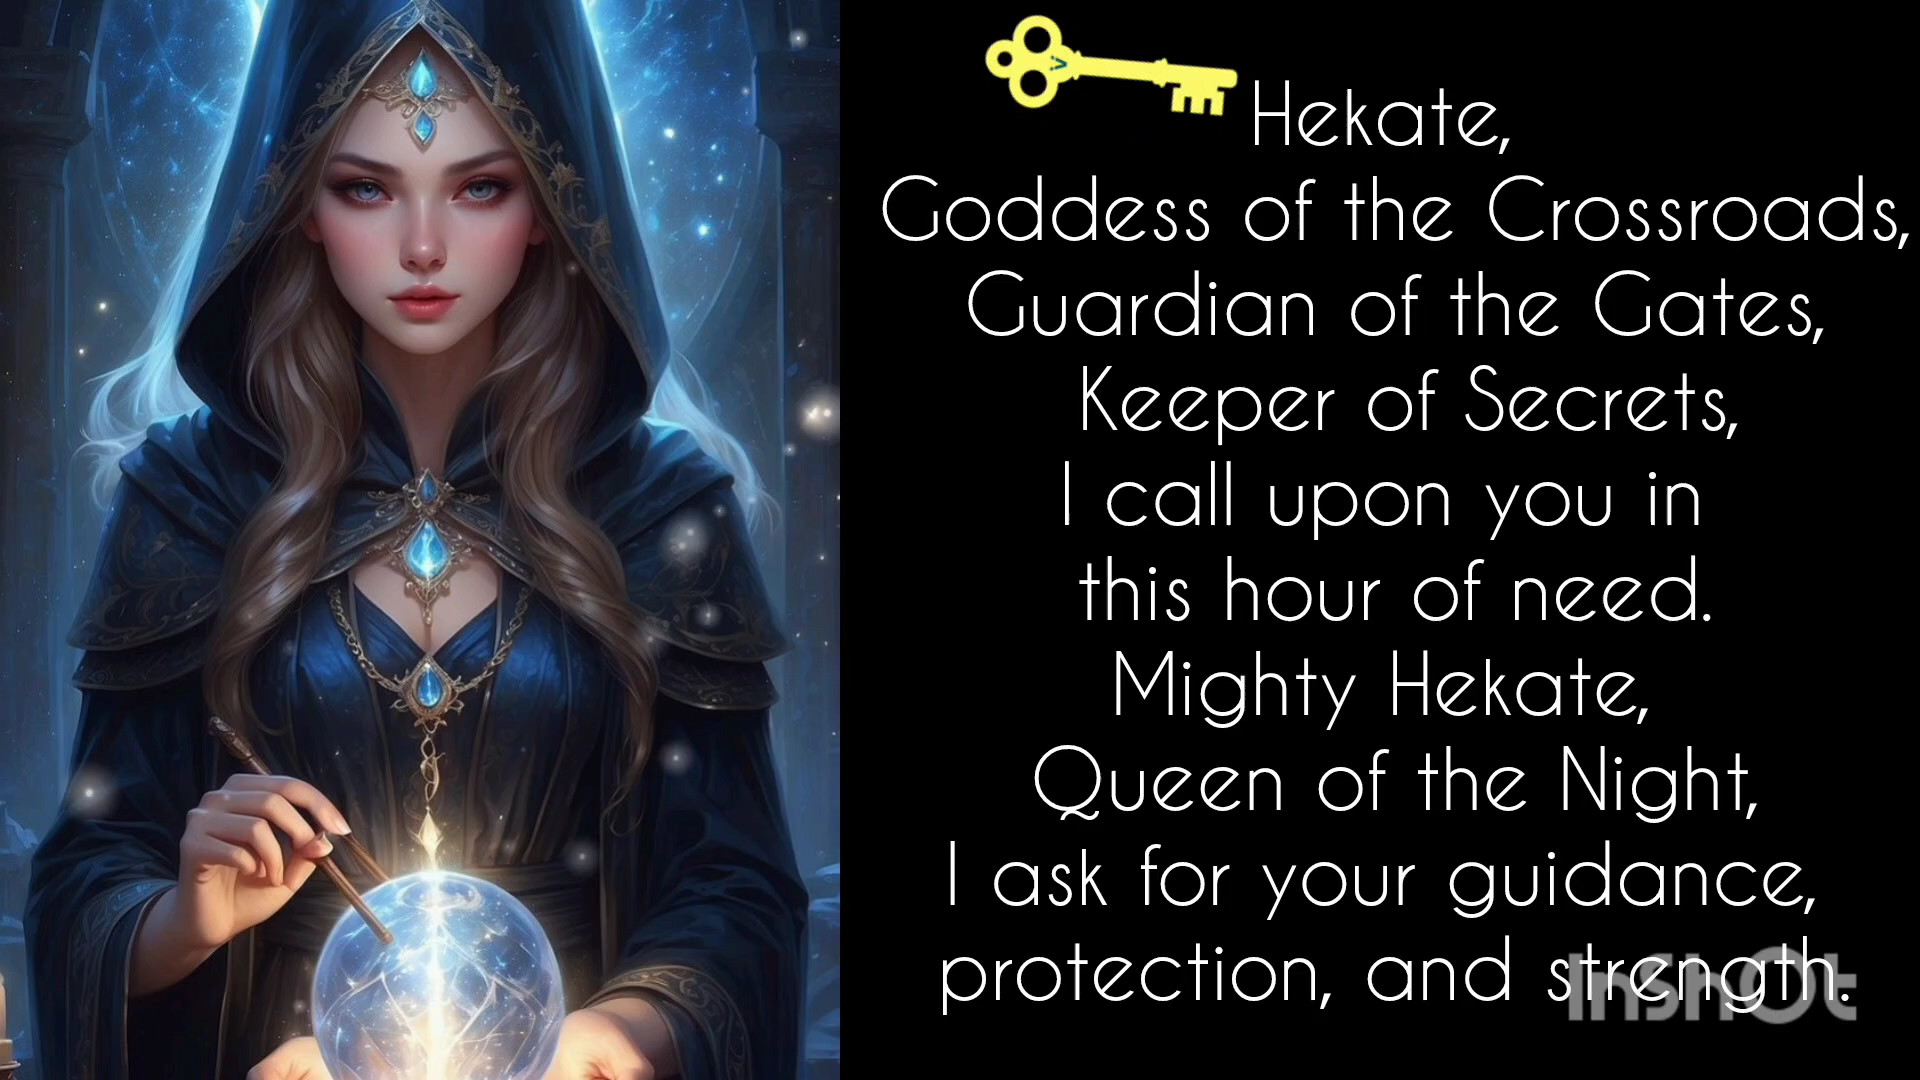 Hekate,
Goddess of the Crossroads,
Guardian of the Gates,
Keeper of Secrets,
I call upon you in
this hour of need.
Mighty Hekate,
Queen of the Night,
I ask for your guidance,
protection, and strength.
InShOt